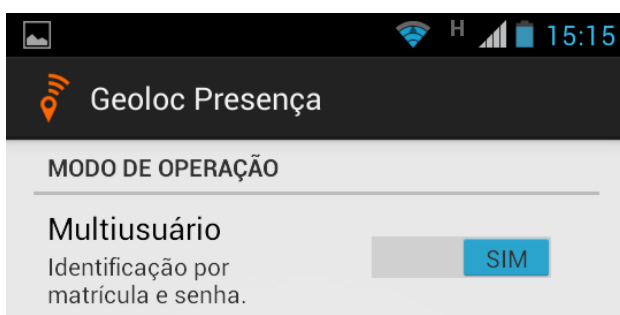 H 15:15
Geoloc Presença
MODO DE OPERAÇÃO
Multiusuário
SIM
Identificação por
matrícula e senha.